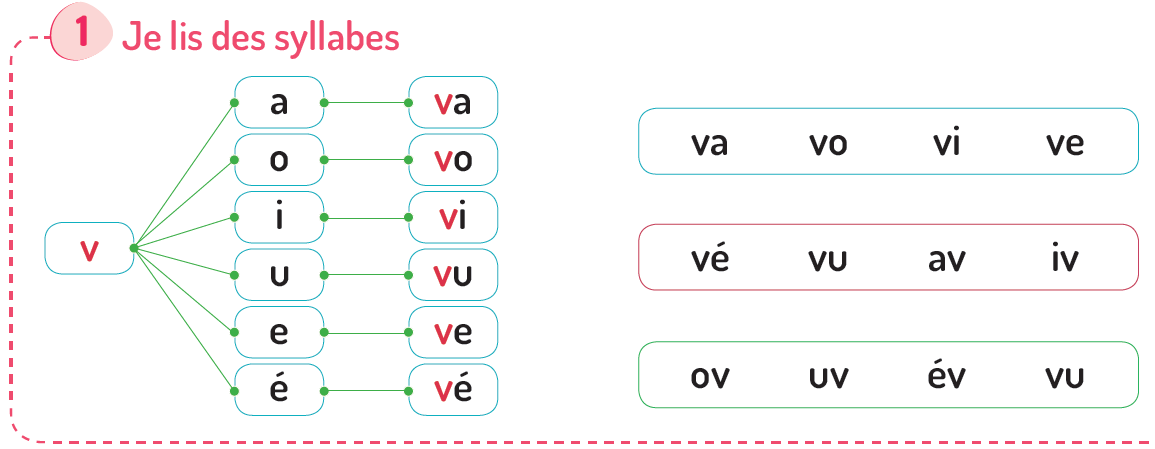 1 Je lis des syllabes
a va
o vo
i vi
v
u vu
e ve
é vé
va vo vi ve
vé vu av iv
ov uv év vu